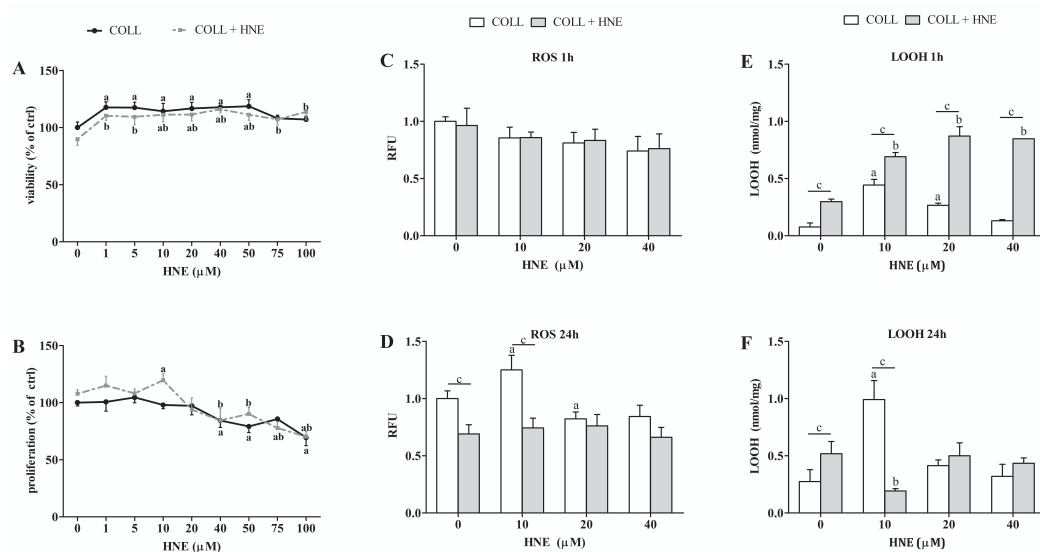 COLL COLL + HNE
A
150
100
50
0
viability (% of ctrl)
a a a a a a b
b b ab ab ab ab b
0 1 5 10 20 40 50 75 100
HNE (µM)
B
150
100
50
0
proliferation (% of ctrl)
a b b ab
a a ab a
0 1 5 10 20 40 50 75 100
HNE (µM)
COLL COLL + HNE
C
ROS 1h
1.5
1.0
0.5
0.0
RFU
0 10 20 40
HNE (µM)
D
ROS 24h
1.5
1.0
0.5
0.0
RFU
c a c a
0 10 20 40
HNE (µM)
COLL COLL + HNE
E
LOOH 1h
1.5
1.0
0.5
0.0
LOOH (nmol/mg)
c a c b a c b c b
0 10 20 40
HNE (µM)
F
LOOH 24h
1.5
1.0
0.5
0.0
LOOH (nmol/mg)
c a c b
0 10 20 40
HNE (µM)